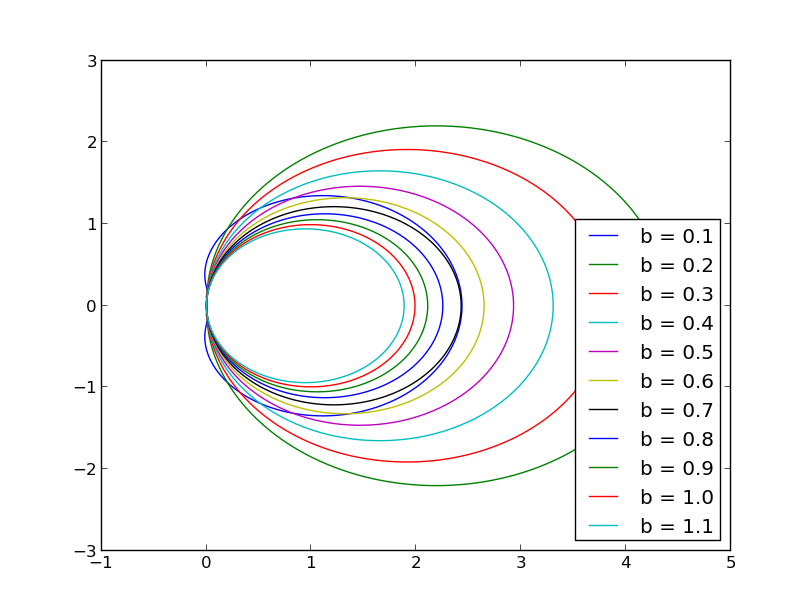 3
2
1
0
−1
−2
−3
−1 0 1 2 3 4 5
b = 0.1
b = 0.2
b = 0.3
b = 0.4
b = 0.5
b = 0.6
b = 0.7
b = 0.8
b = 0.9
b = 1.0
b = 1.1